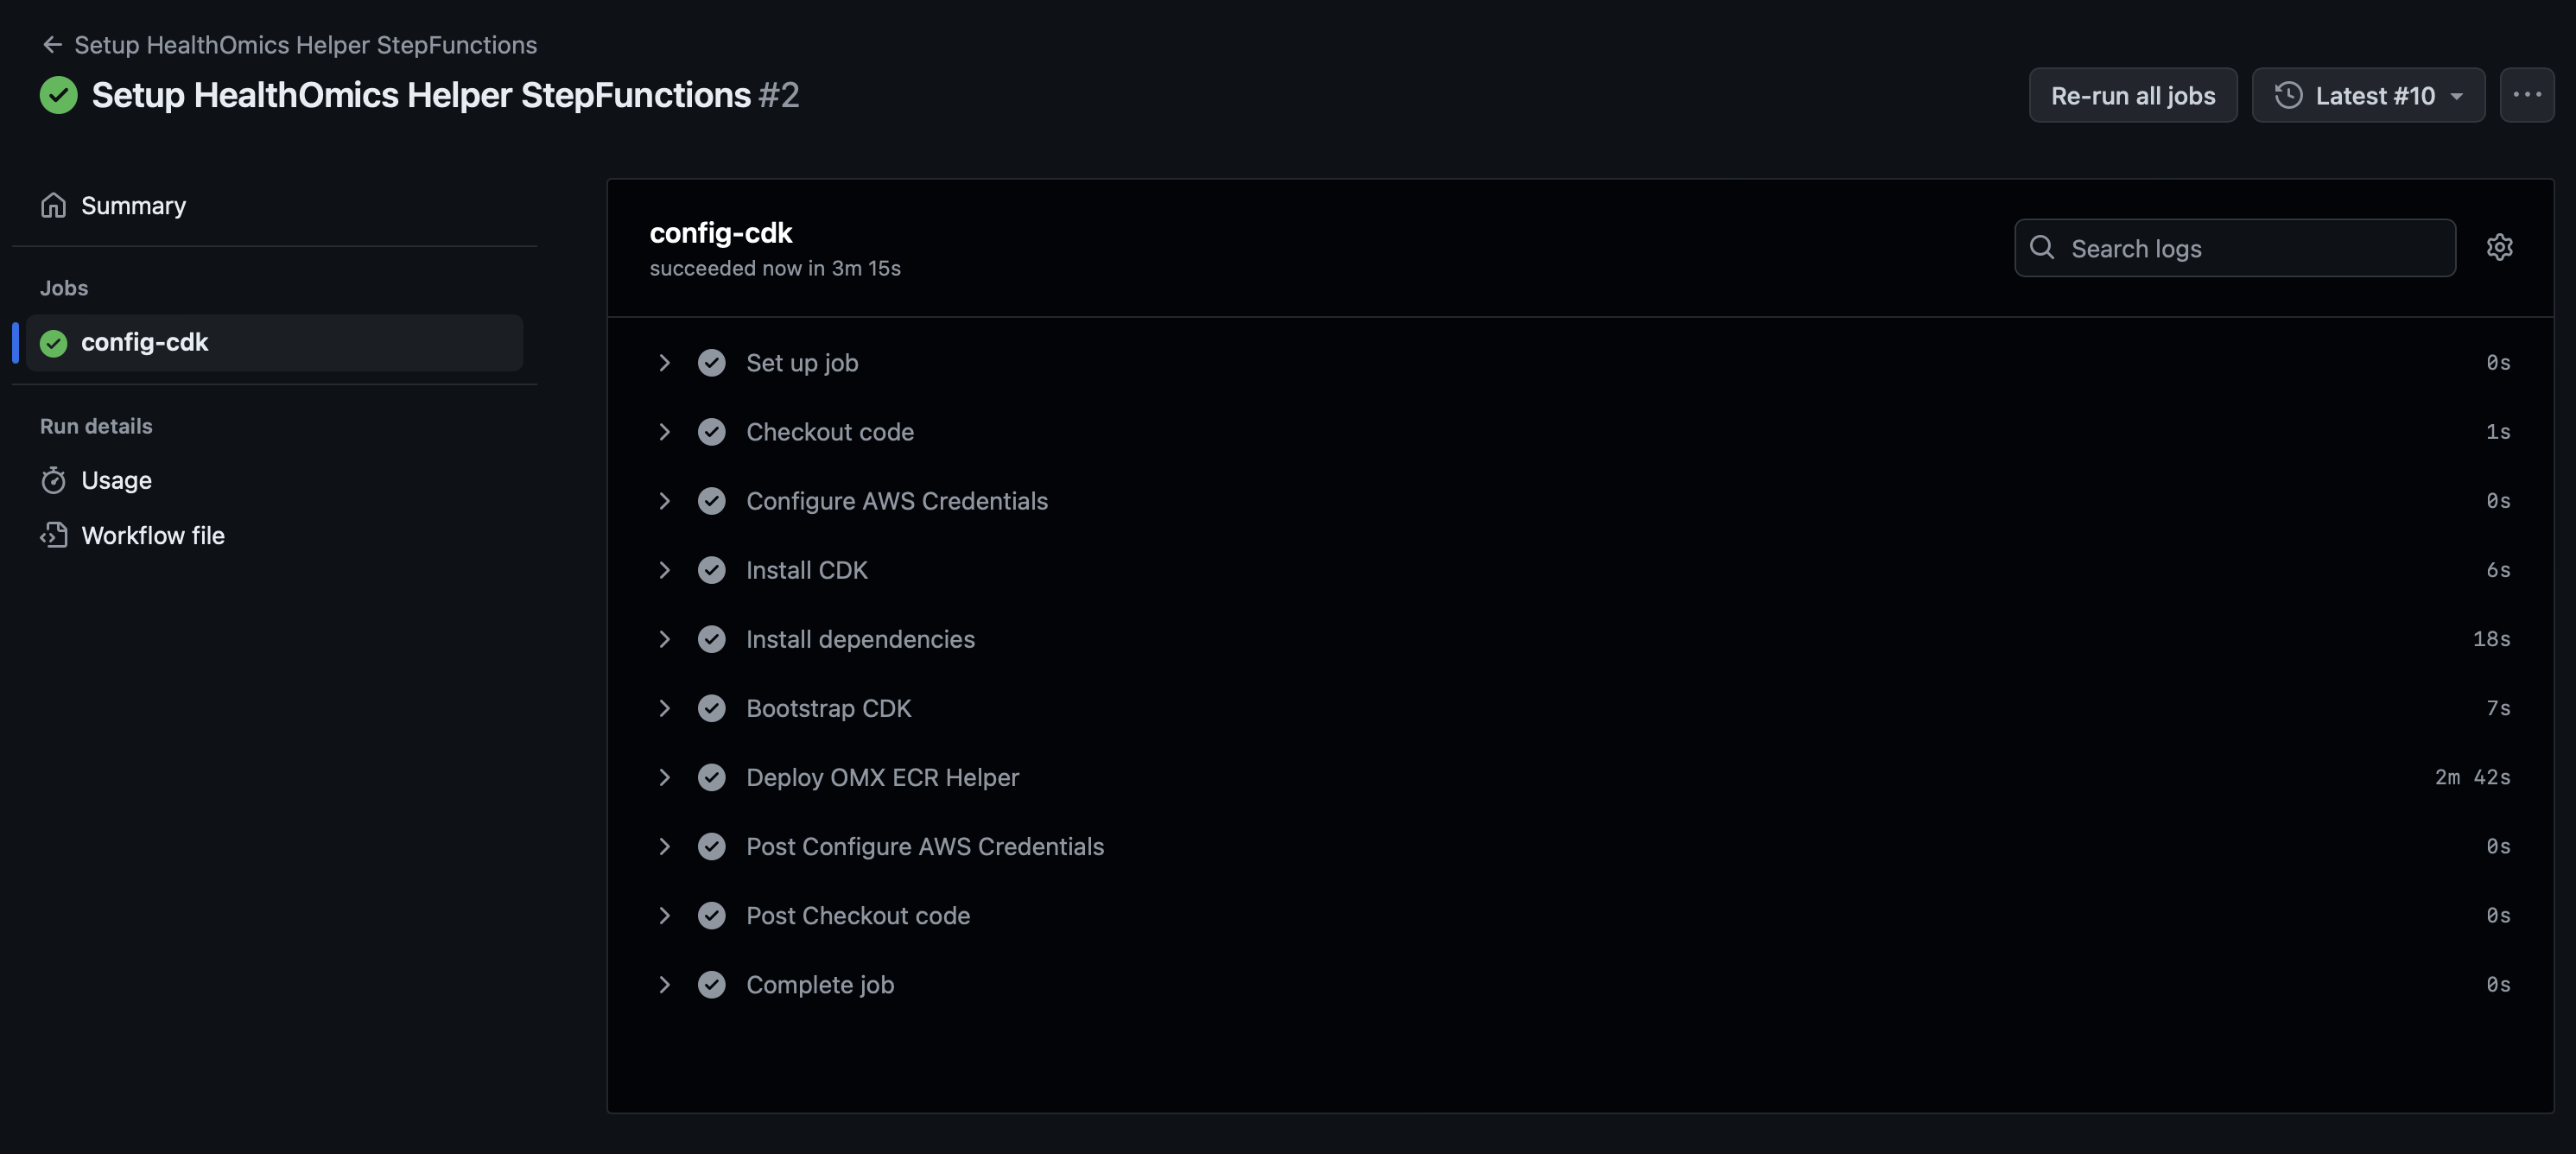 Setup HealthOmics Helper StepFunctions
Setup HealthOmics Helper StepFunctions #2
Re-run all jobs
Latest #10
Summary
Jobs
config-cdk
Run details
Usage
Workflow file
config-cdk
succeeded now in 3m 15s
Search logs
Set up job 0s
Checkout code 1s
Configure AWS Credentials 0s
Install CDK 6s
Install dependencies 18s
Bootstrap CDK 7s
Deploy OMX ECR Helper 2m 42s
Post Configure AWS Credentials 0s
Post Checkout code 0s
Complete job 0s